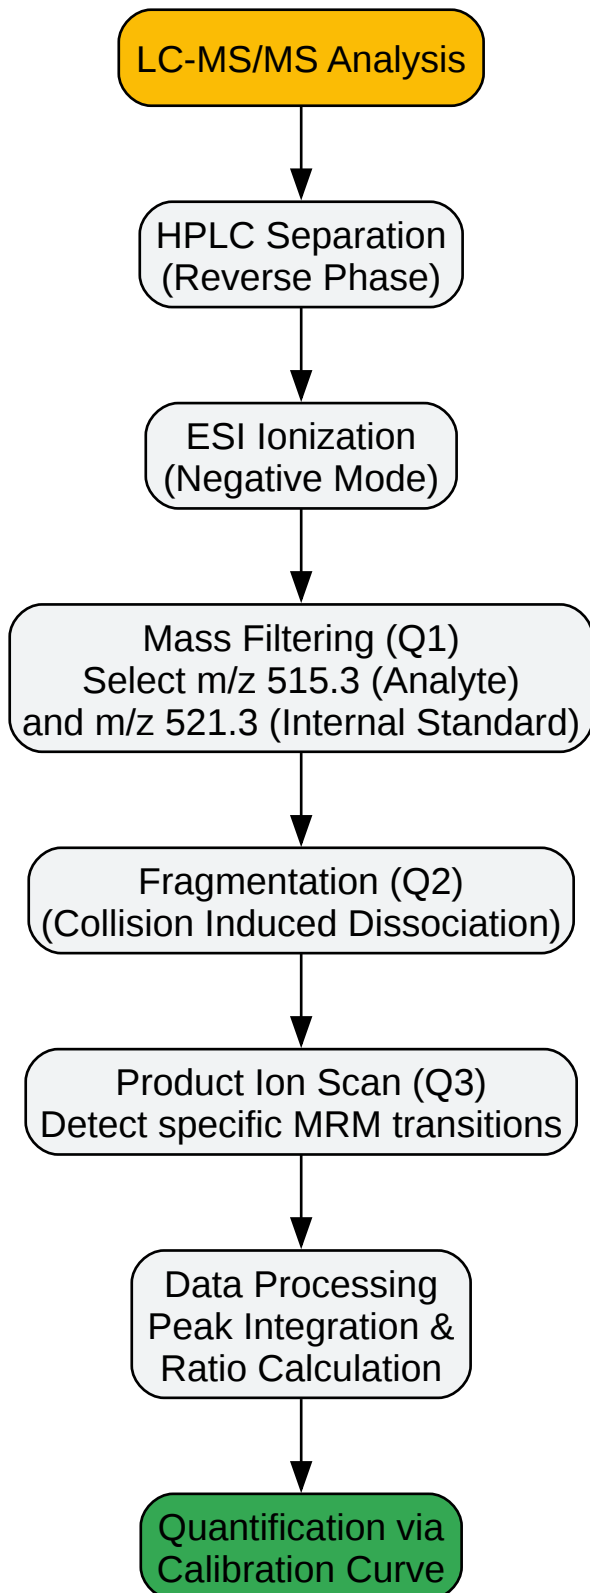 LC-MS/MS Analysis
HPLC Separation
(Reverse Phase)
ESI Ionization
(Negative Mode)
Mass Filtering (Q1)
Select m/z 515.3 (Analyte)
and m/z 521.3 (Internal Standard)
Fragmentation (Q2)
(Collision Induced Dissociation)
Product Ion Scan (Q3)
Detect specific MRM transitions
Data Processing
Peak Integration &
Ratio Calculation
Quantification via
Calibration Curve